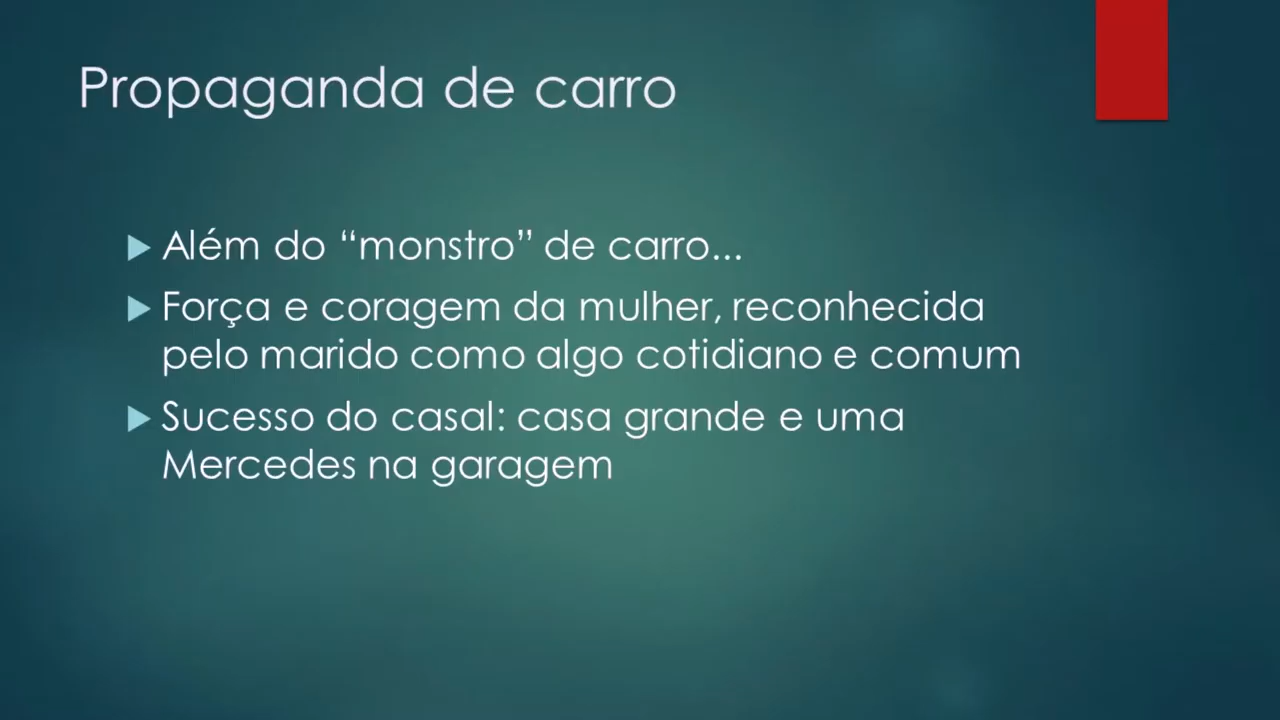 Propaganda de carro
Além do “monstro” de carro...
Força e coragem da mulher, reconhecida
pelo marido como algo cotidiano e comum
Sucesso do casal: casa grande e uma
Mercedes na garagem